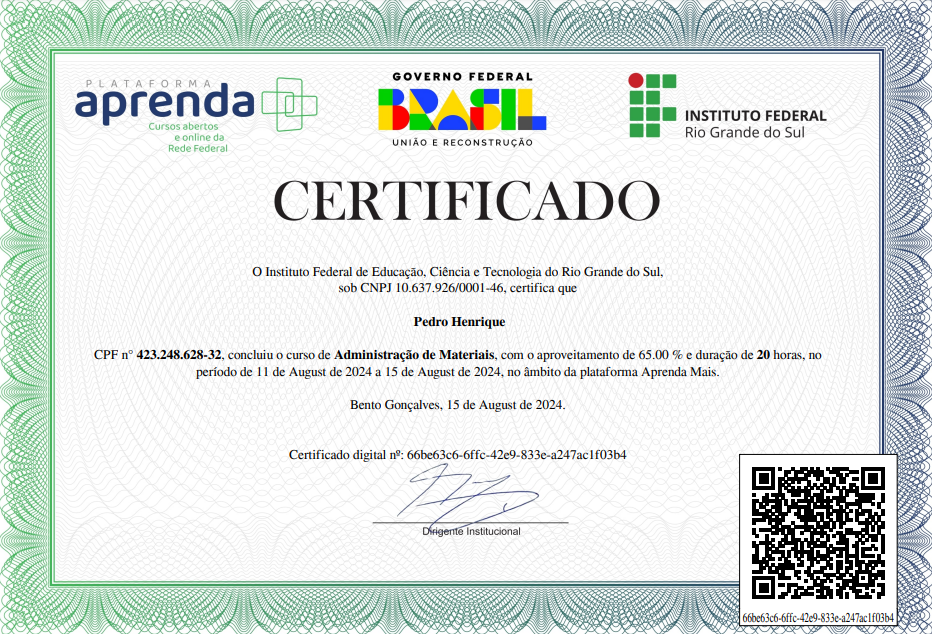 PLATAFORMA
aprenda
Cursos abertos
e online da
Rede Federal
GOVERNO FEDERAL
BRASIL
UNIÃO E RECONSTRUÇÃO
INSTITUTO FEDERAL
Rio Grande do Sul
CERTIFICADO
O Instituto Federal de Educação, Ciência e Tecnologia do Rio Grande do Sul,
sob CNPJ 10.637.926/0001-46, certifica que
Pedro Henrique
CPF n° 423.248.628-32, concluiu o curso de Administração de Materiais, com o aproveitamento de 65.00 % e duração de 20 horas, no
período de 11 de August de 2024 a 15 de August de 2024, no âmbito da plataforma Aprenda Mais.
Bento Gonçalves, 15 de August de 2024.
Certificado digital nº: 66be63c6-6ffc-42e9-833e-a247ac1f03b4
Dirigente Institucional
66be63c6-6ffc-42e9-833e-a247ac1f03b4